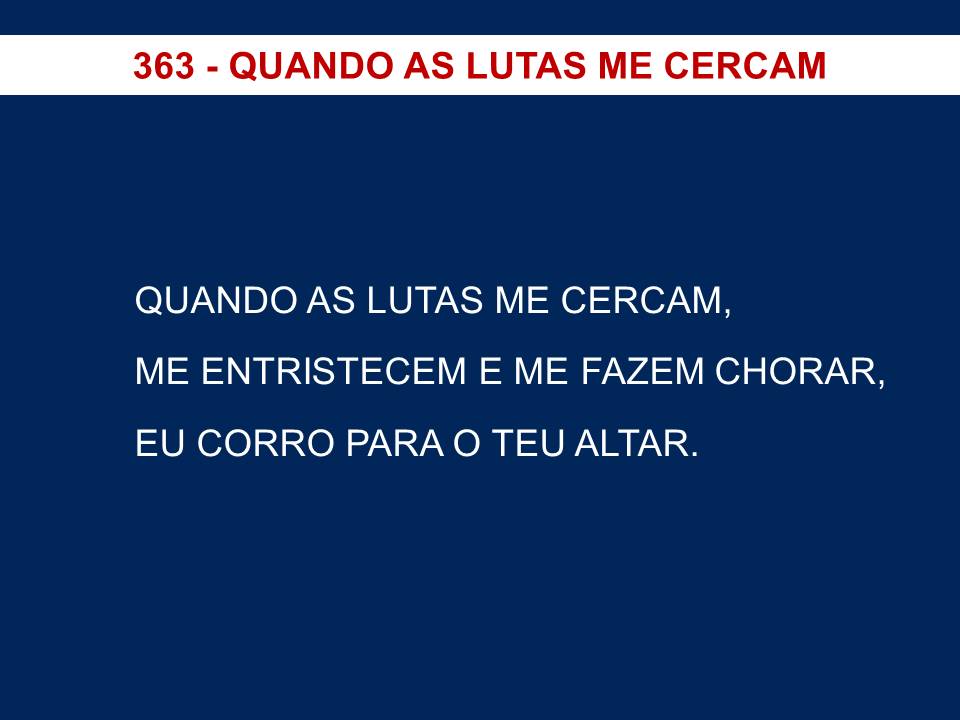 363 - QUANDO AS LUTAS ME CERCAM
QUANDO AS LUTAS ME CERCAM,
ME ENTRISTECEM E ME FAZEM CHORAR,
EU CORRO PARA O TEU ALTAR.